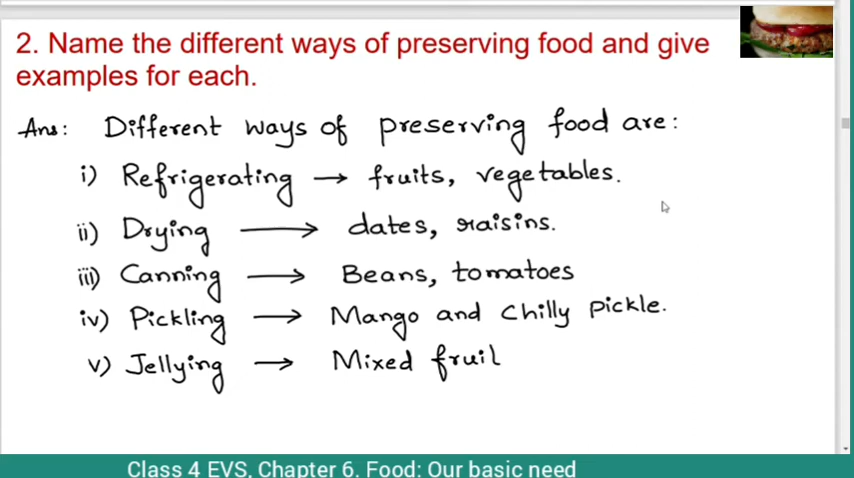 2. Name the different ways of preserving food and give
examples for each.
Ans: Different ways of preserving food are:
i) Refrigerating → fruits, vegetables.
ii) Drying → dates, raisins.
iii) Canning → Beans, tomatoes
iv) Pickling → Mango and Chilly Pickle.
v) Jellying → Mixed fruil
Class 4 EVS, Chapter 6. Food: Our basic need